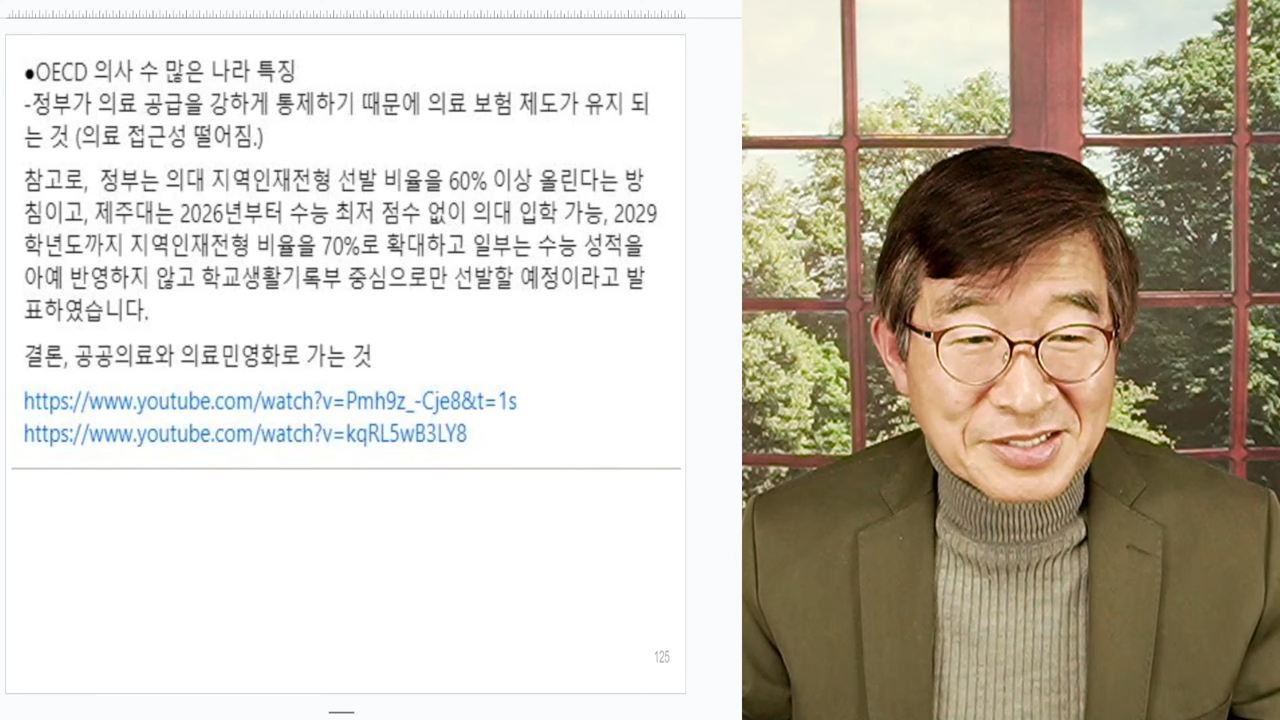 ●OECD 의사 수 많은 나라 특징
-정부가 의료 공급을 강하게 통제하기 때문에 의료 보험 제도가 유지 되
는 것 (의료 접근성 떨어짐.)
참고로, 정부는 의대 지역인재전형 선발 비율을 60% 이상 올린다는 방
침이고, 제주대는 2026년부터 수능 최저 점수 없이 의대 입학 가능, 2029
학년도까지 지역인재전형 비율을 70%로 확대하고 일부는 수능 성적을
아예 반영하지 않고 학교생활기록부 중심으로만 선발할 예정이라고 발
표하였습니다.
결론, 공공의료와 의료민영화로 가는 것
https://www.youtube.com/watch?v=Pmh9z_-Cje8&t=1s
https://www.youtube.com/watch?v=kqRL5wB3LY8
125